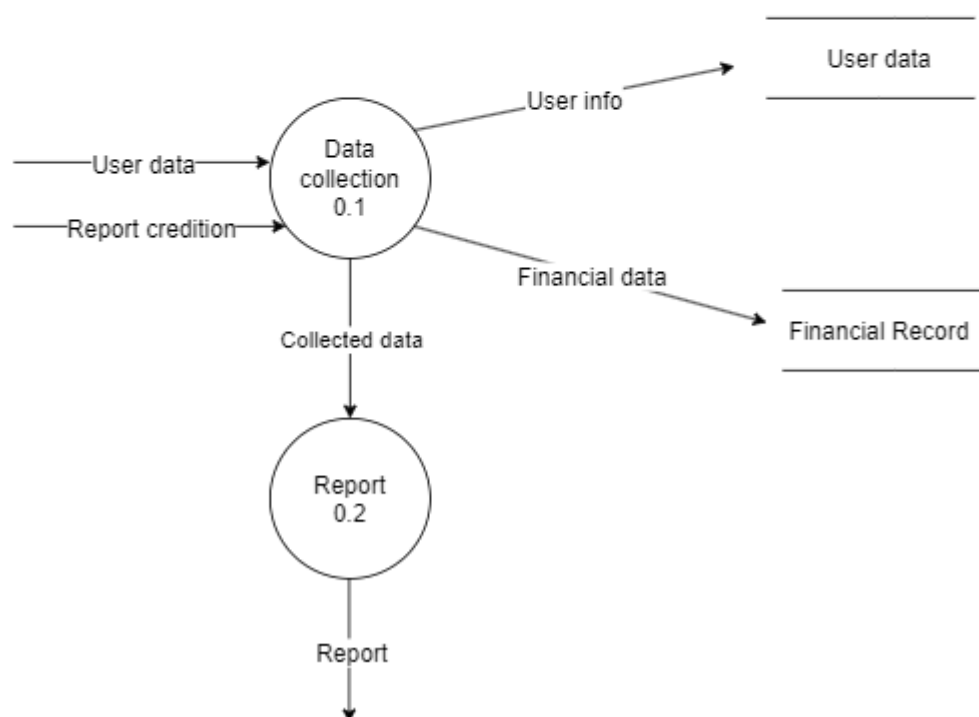 User data
User info
Data
collection
0.1
User data
Report credition
Financial data
Financial Record
Collected data
Report
0.2
Report